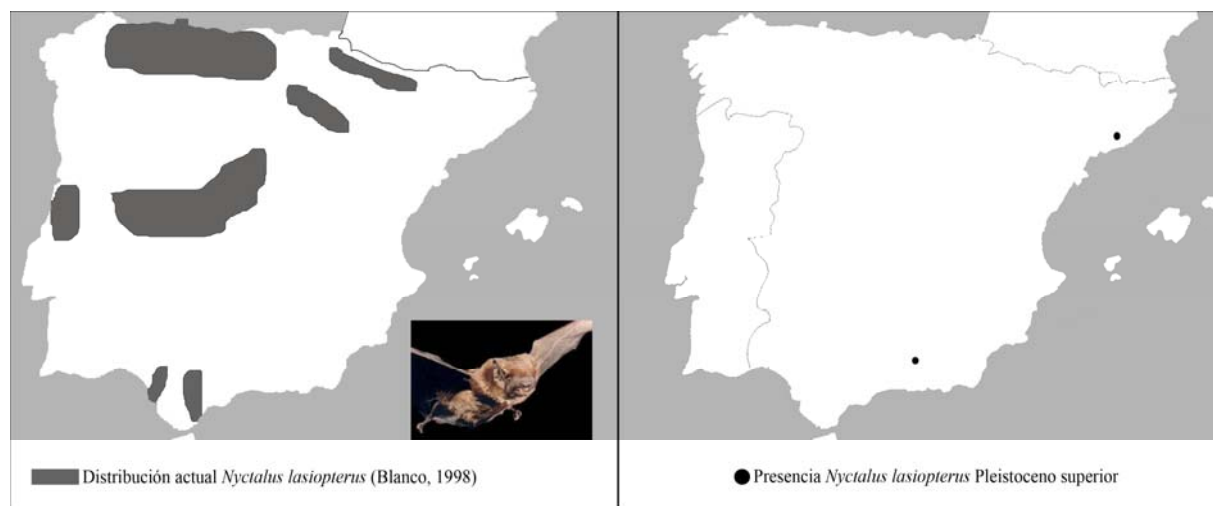 Distribución actual Nyctalus lasiopterus (Blanco, 1998)
Presencia Nyctalus lasiopterus Pleistoceno superior